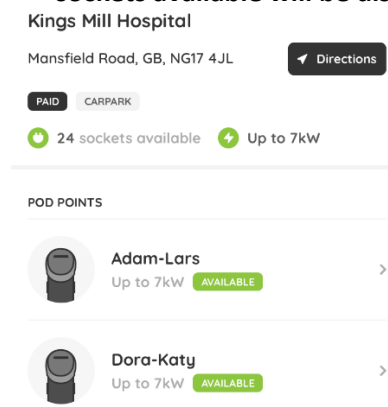 Kings Mill Hospital
Mansfield Road, GB, NG17 4JL
Directions
PAID CARPARK
24 sockets available Up to 7kW
POD POINTS
Adam-Lars
Up to 7kW AVAILABLE
Dora-Katy
Up to 7kW AVAILABLE